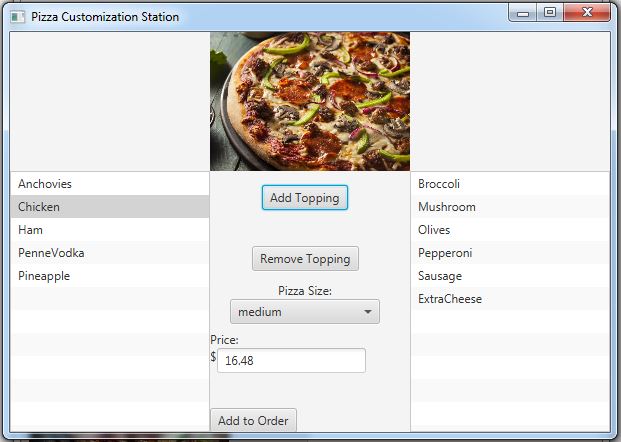 Pizza Customization Station
Anchovies
Chicken
Ham
PenneVodka
Pineapple
Add Topping
Remove Topping
Pizza Size:
medium
Price:
$ 16.48
Add to Order
Broccoli
Mushroom
Olives
Pepperoni
Sausage
ExtraCheese